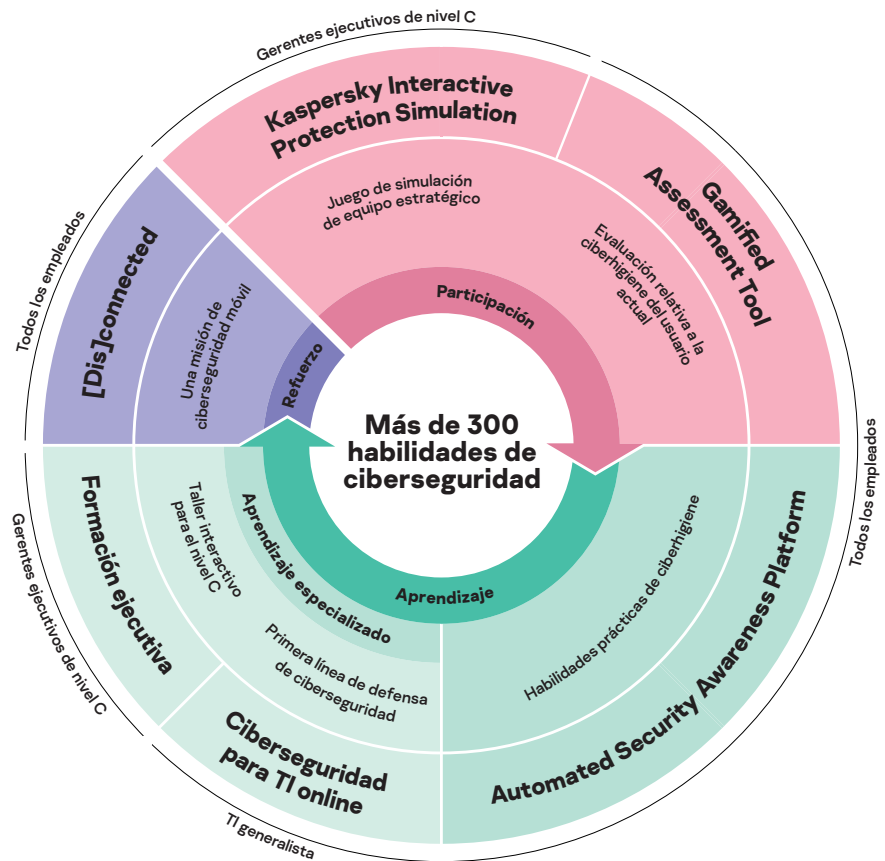 Gerentes ejecutivos de nivel C
Kaspersky Interactive
Protection Simulation
Juego de simulación
de equipo estratégico
Gamified
Assessment Tool
Evaluación relativa a la
ciberhigiene del usuario
actual
Participación
Todos los empleados
[Dis]connected
Una misión de
ciberseguridad móvil
Refuerzo
Más de 300
habilidades de
ciberseguridad
Todos los empleados
Automated Security Awareness Platform
Habilidades prácticas de ciberhigiene
Aprendizaje
Aprendizaje especializado
Gerentes ejecutivos de nivel C
Formación ejecutiva
Taller interactivo
para el nivel C
Primera línea de defensa
de ciberseguridad
Ciberseguridad
para TI online
TI generalista